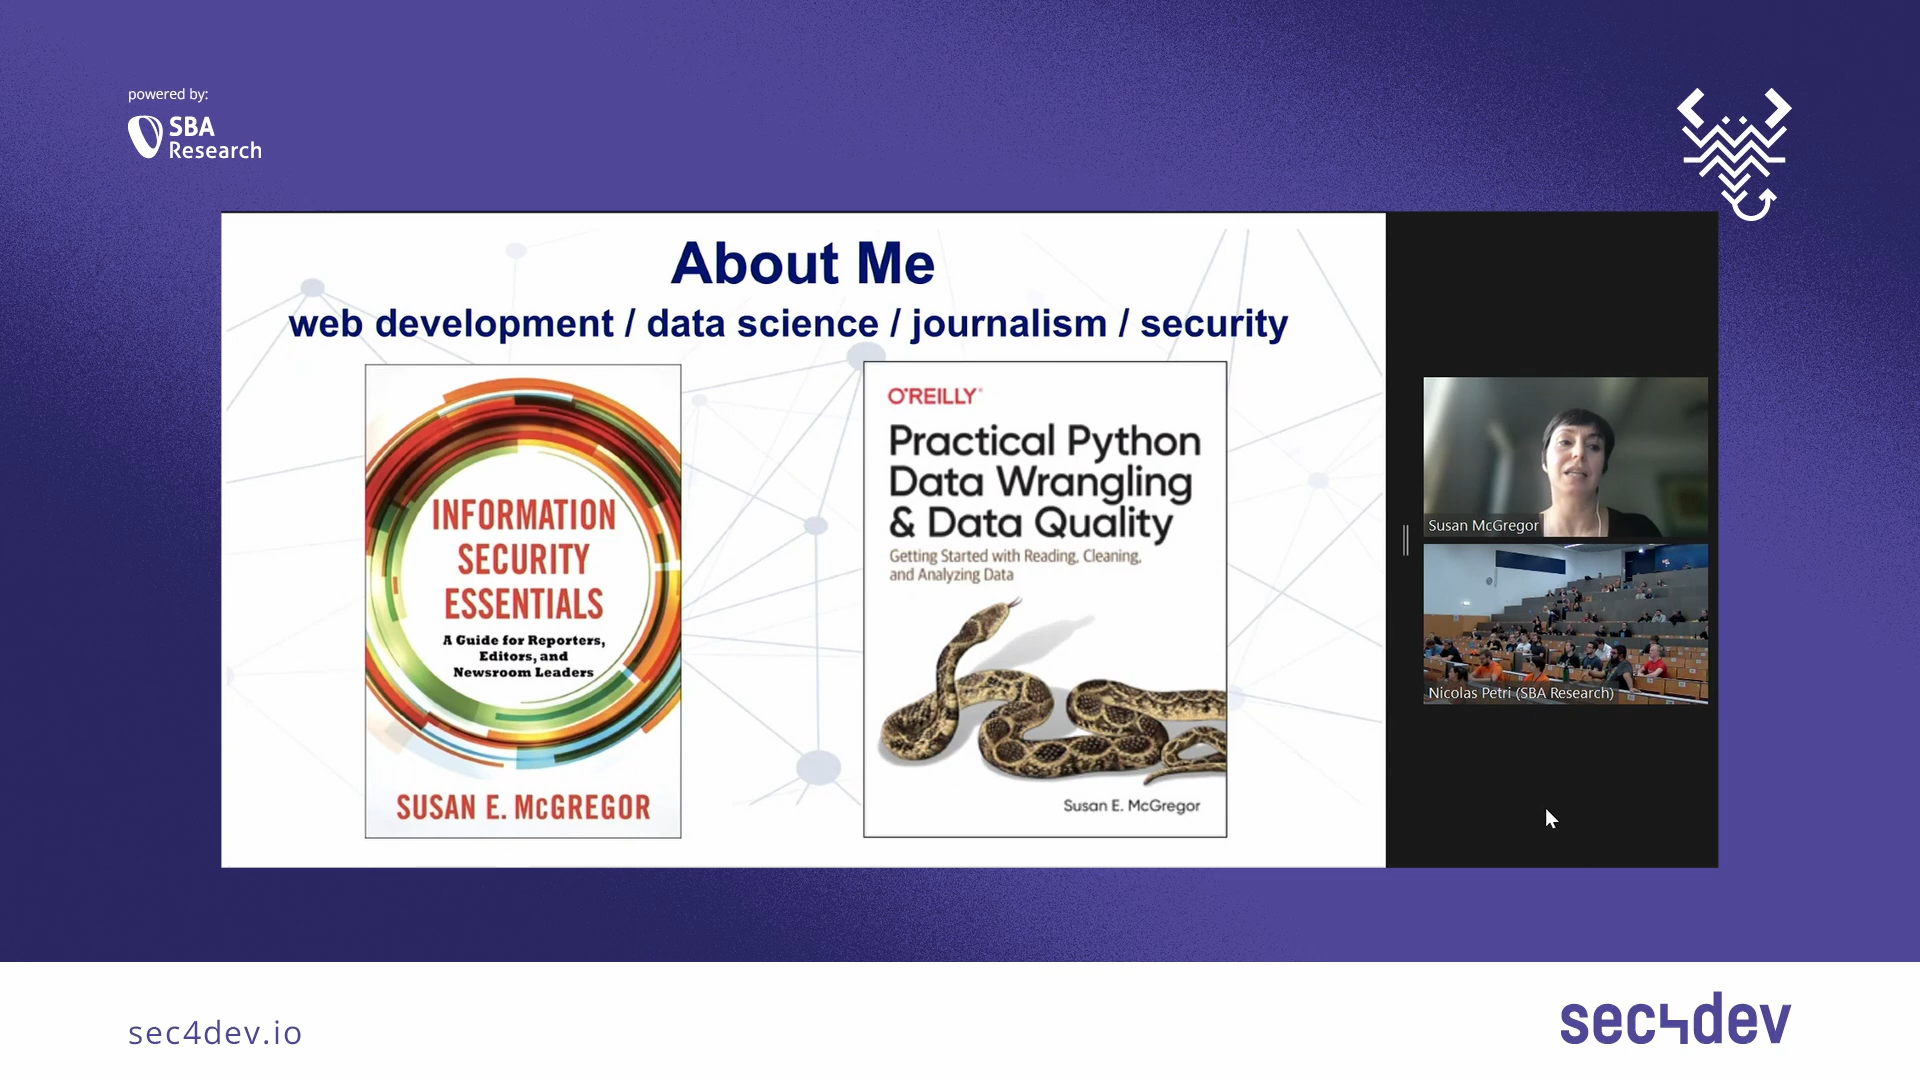 powered by:
SBA
Research
About Me
web development / data science / journalism / security
INFORMATION
SECURITY
ESSENTIALS
A Guide for Reporters,
Editors, and
Newsroom Leaders
SUSAN E. McGREGOR
O'REILLY®
Practical Python
Data Wrangling
& Data Quality
Getting Started with Reading, Cleaning,
and Analyzing Data
Susan E. McGregor
Susan McGregor
Nicolas Petri (SBA Research)
sec4dev.io
sec4dev